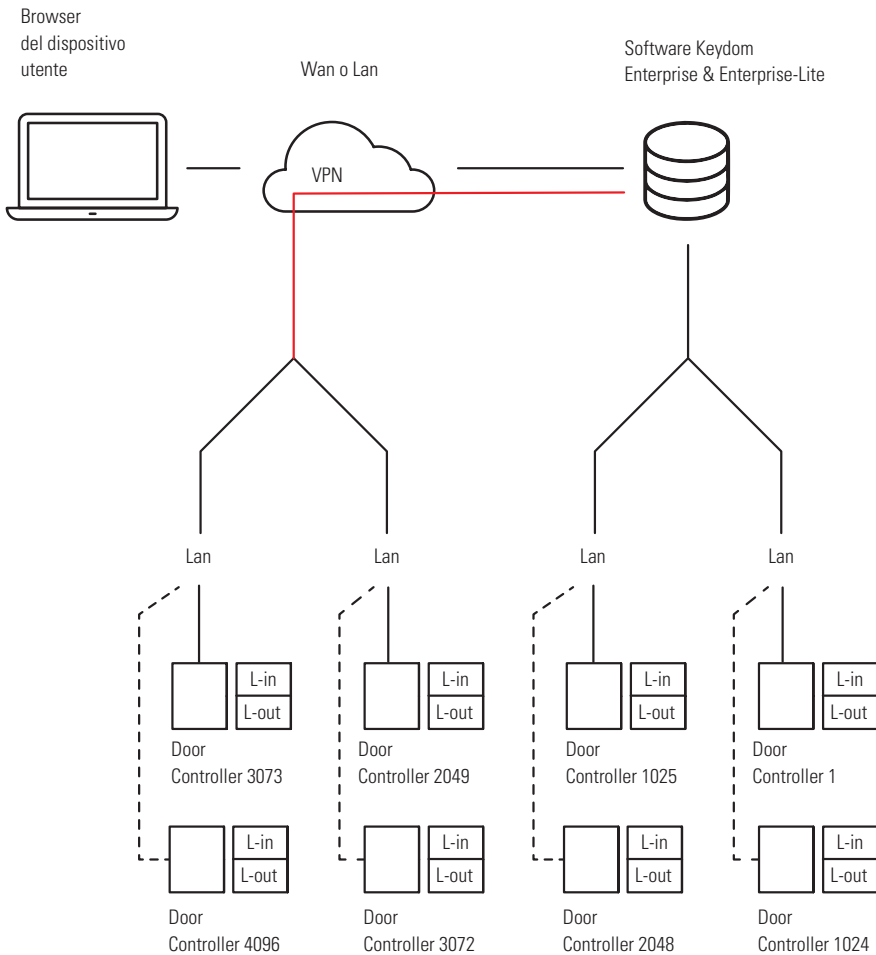 Browser
del dispositivo
utente
Wan o Lan
Software Keydom
Enterprise & Enterprise-Lite
VPN
Lan
Lan
Lan
Lan
L-in
L-out
L-in
L-out
L-in
L-out
L-in
L-out
Door
Controller 3073
Door
Controller 2049
Door
Controller 1025
Door
Controller 1
L-in
L-out
L-in
L-out
L-in
L-out
L-in
L-out
Door
Controller 4096
Door
Controller 3072
Door
Controller 2048
Door
Controller 1024